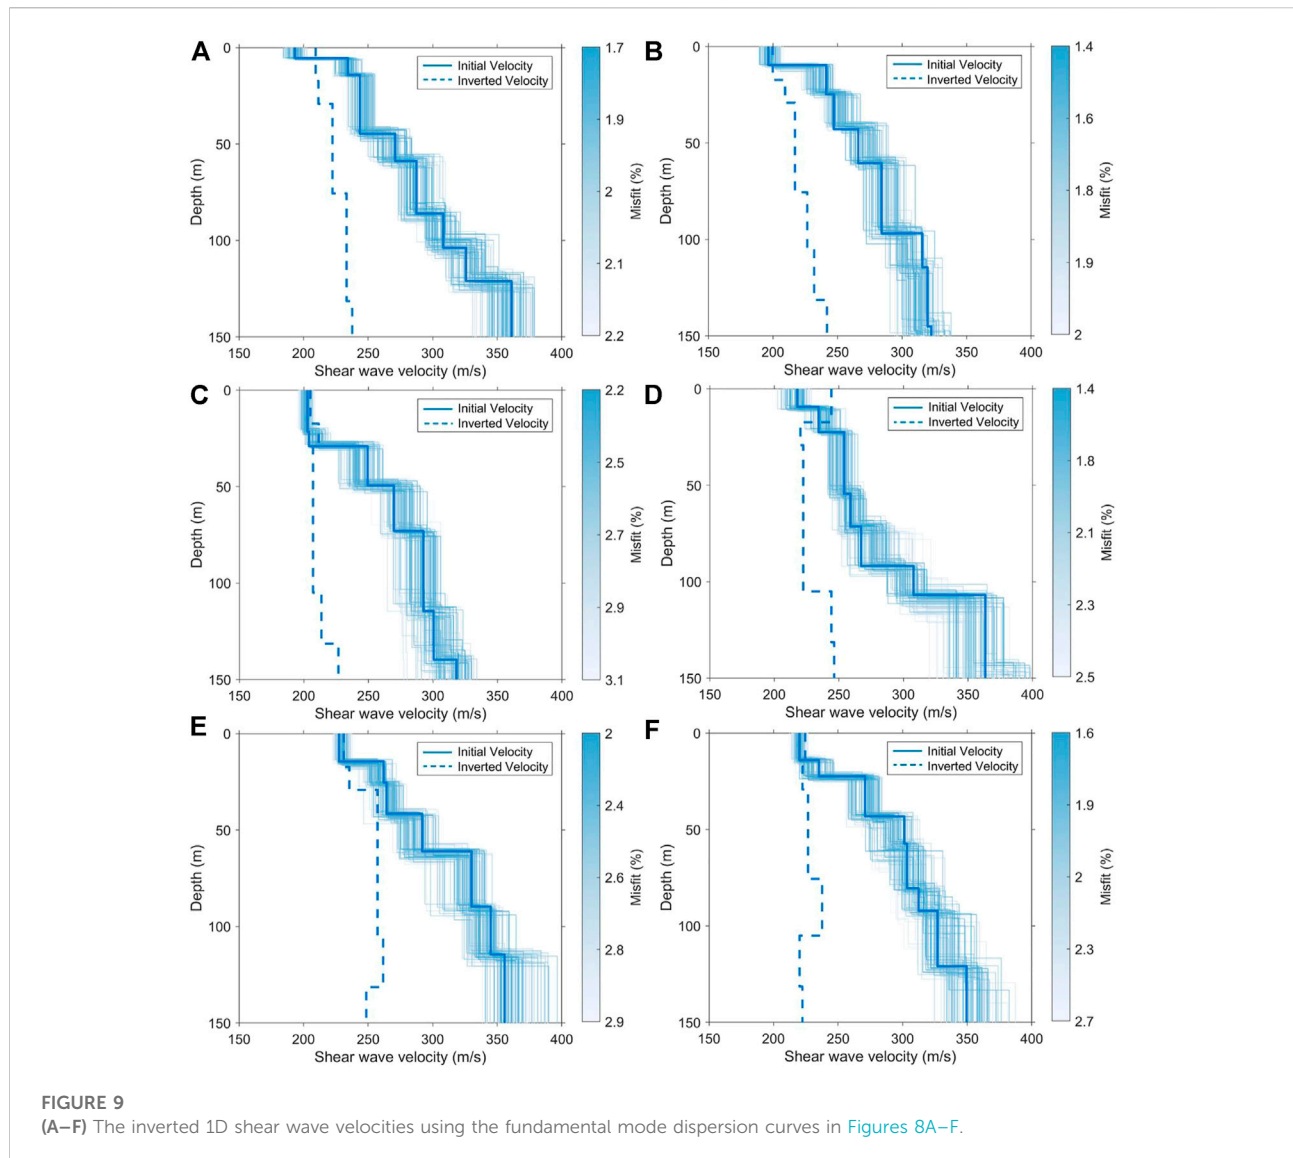 A
0
50
100
150
Depth (m)
150 200 250 300 350 400
Shear wave velocity (m/s)
Initial Velocity
Inverted Velocity
1.7
1.9
2
2.1
2.2
Misfit (%)
B
0
50
100
150
Depth (m)
150 200 250 300 350 400
Shear wave velocity (m/s)
Initial Velocity
Inverted Velocity
1.4
1.6
1.8
1.9
2
Misfit (%)
C
0
50
100
150
Depth (m)
150 200 250 300 350 400
Shear wave velocity (m/s)
Initial Velocity
Inverted Velocity
2.2
2.5
2.7
2.9
3.1
Misfit (%)
D
0
50
100
150
Depth (m)
150 200 250 300 350 400
Shear wave velocity (m/s)
Initial Velocity
Inverted Velocity
1.4
1.8
2.1
2.3
2.5
Misfit (%)
E
0
50
100
150
Depth (m)
150 200 250 300 350 400
Shear wave velocity (m/s)
Initial Velocity
Inverted Velocity
2
2.4
2.6
2.8
2.9
Misfit (%)
F
0
50
100
150
Depth (m)
150 200 250 300 350 400
Shear wave velocity (m/s)
Initial Velocity
Inverted Velocity
1.6
1.9
2
2.3
2.7
Misfit (%)
FIGURE 9
(A–F) The inverted 1D shear wave velocities using the fundamental mode dispersion curves in Figures 8A–F.